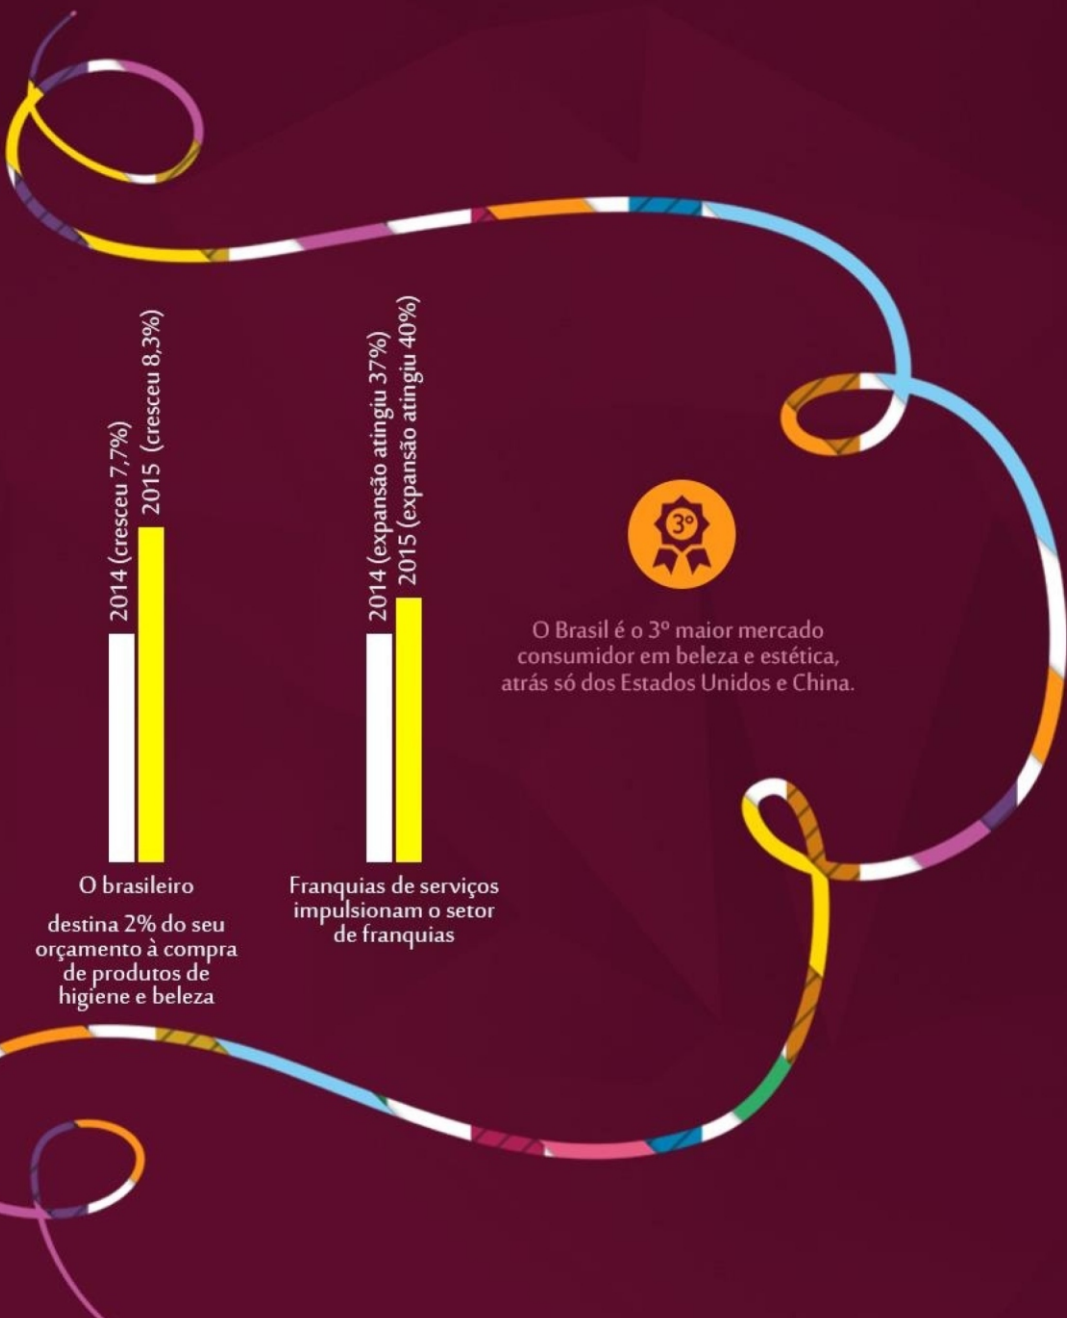 2014 (cresceu 7,7%)
2015 (cresceu 8,3%)
O brasileiro
destina 2% do seu
orçamento à compra
de produtos de
higiene e beleza
2014 (expansão atingiu 37%)
2015 (expansão atingiu 40%)
Franquias de serviços
impulsionam o setor
de franquias
3º
O Brasil é o 3º maior mercado
consumidor em beleza e estética,
atrás só dos Estados Unidos e China.